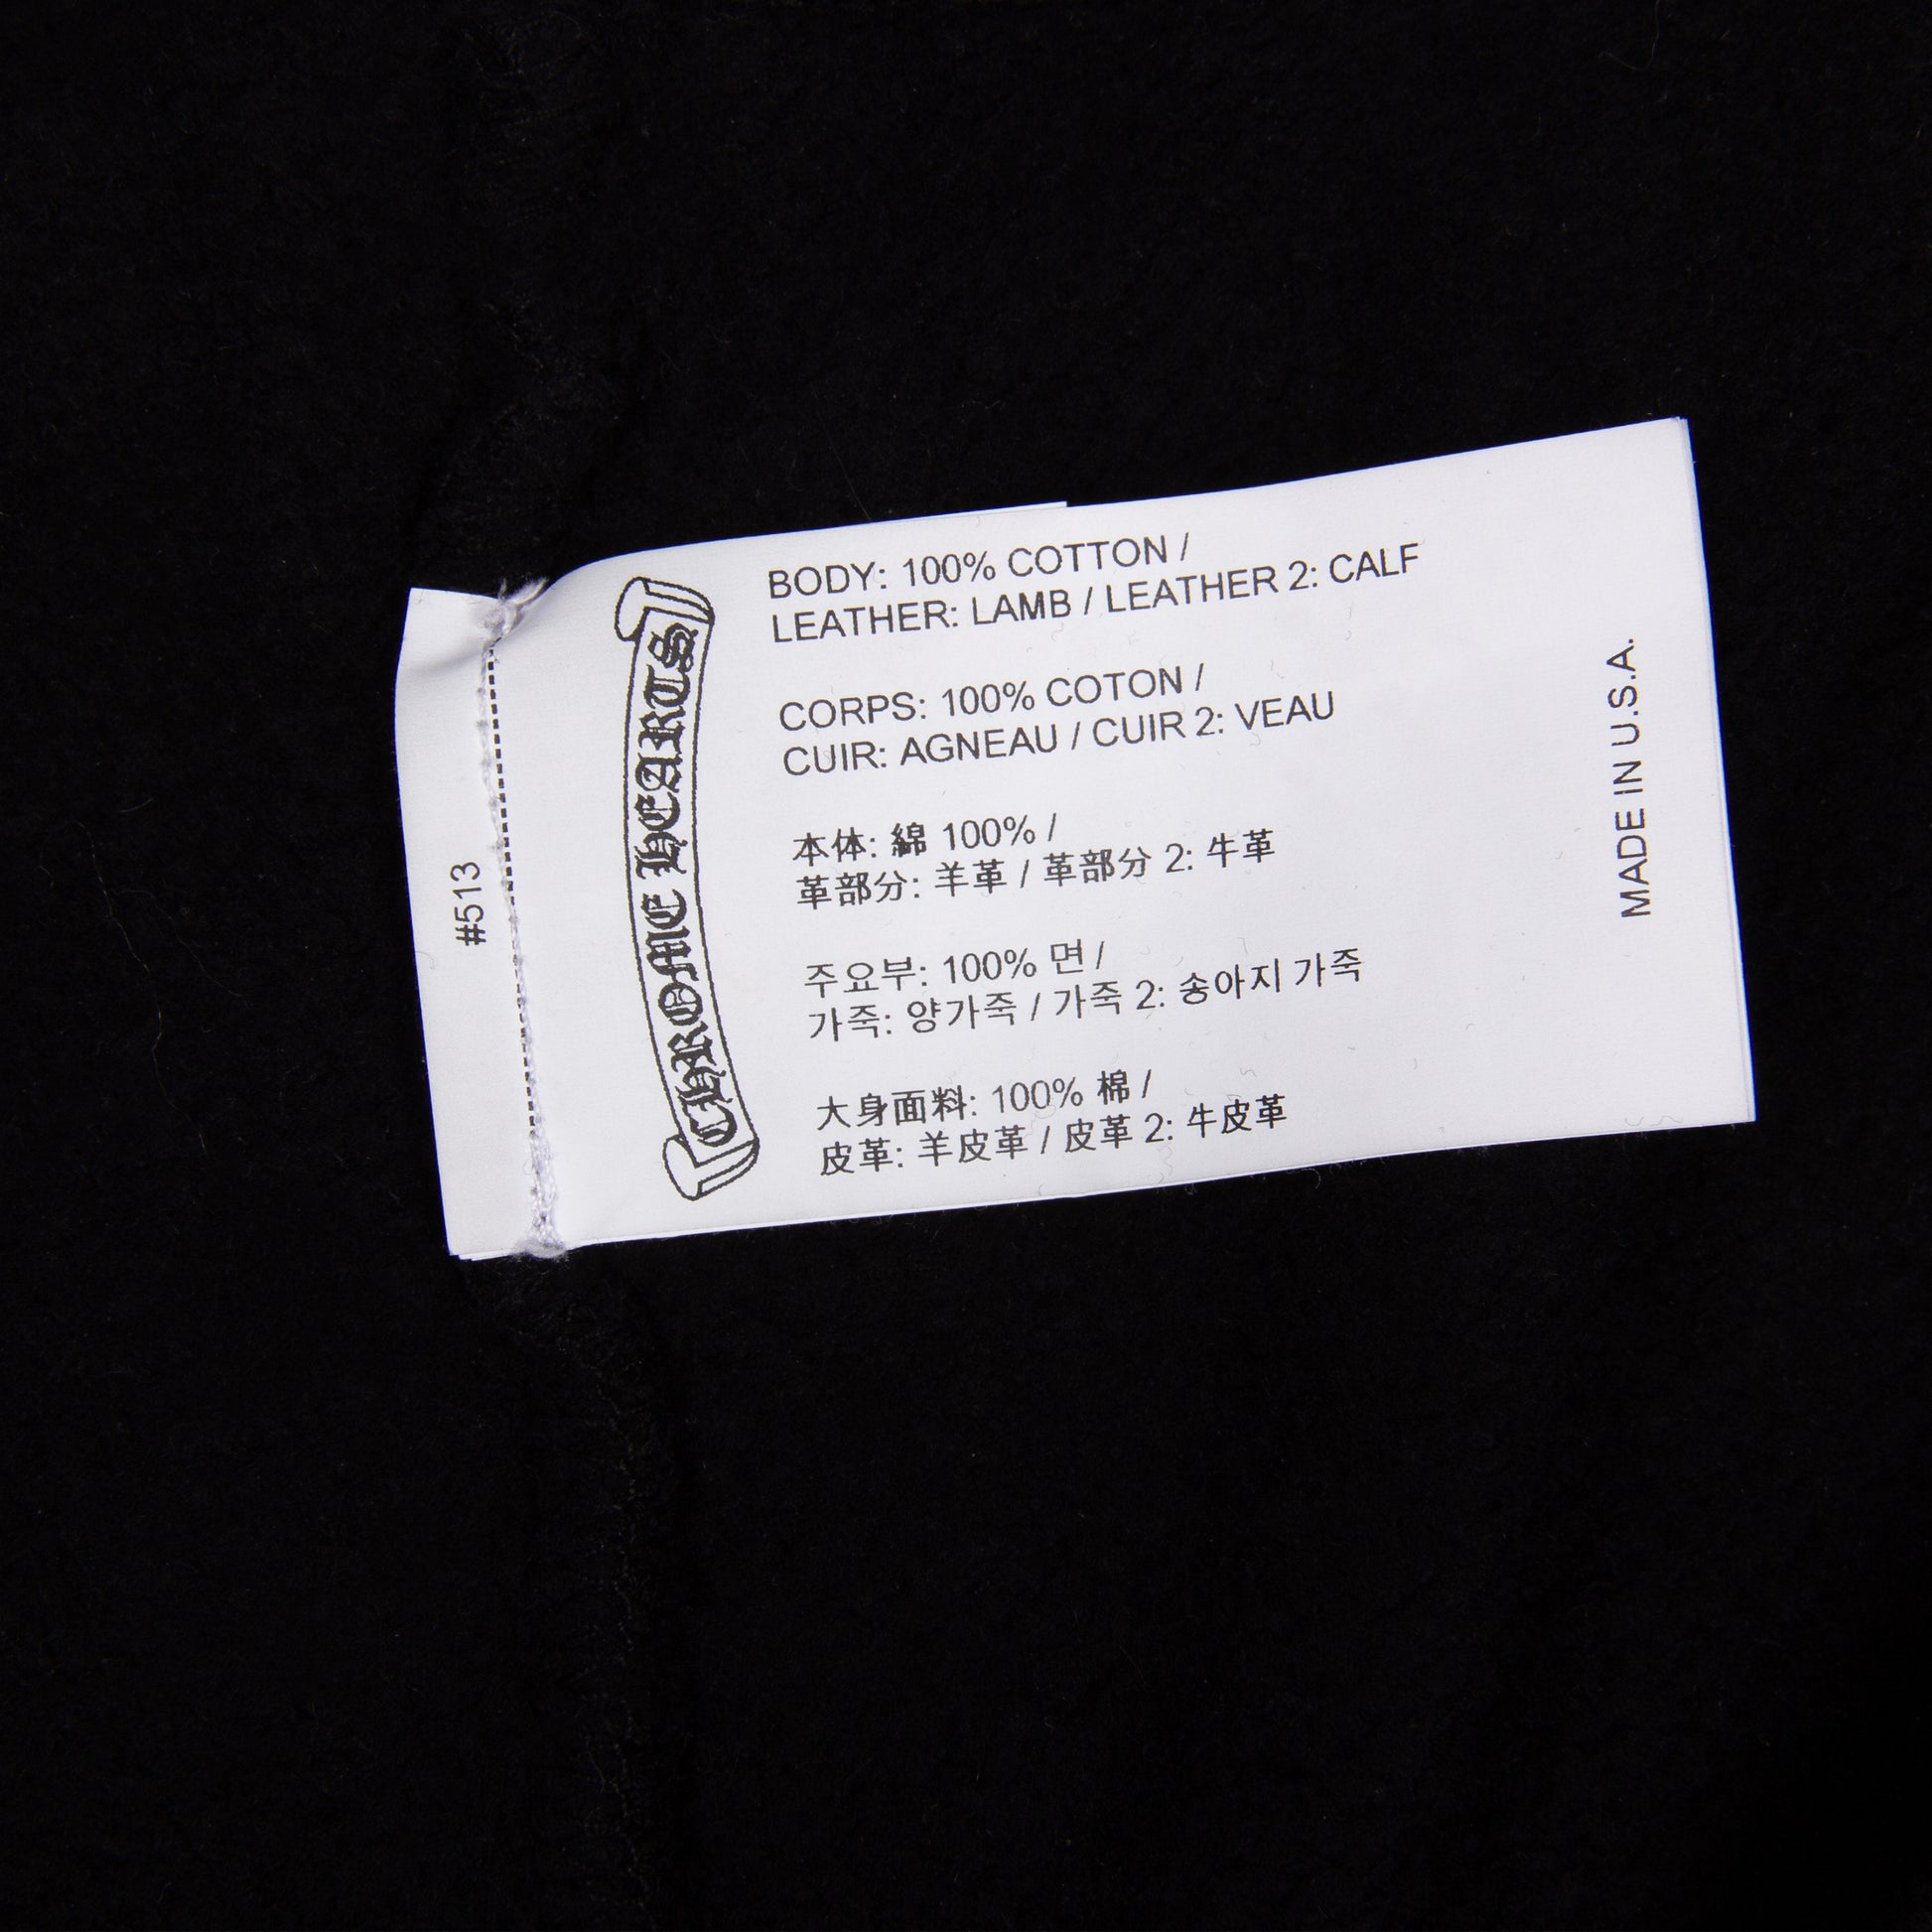 #513
CHROME HEARTS
BODY: 100% COTTON /
LEATHER: LAMB / LEATHER 2: CALF
CORPS: 100% COTON /
CUIR: AGNEAU / CUIR 2: VEAU
本体: 綿 100% /
革部分: 羊革 / 革部分 2: 牛革
주요부: 100% 면 /
가죽: 양가죽 / 가죽 2: 송아지 가죽
大身面料: 100% 棉 /
皮革: 羊皮革 / 皮革 2: 牛皮革
MADE IN U.S.A.